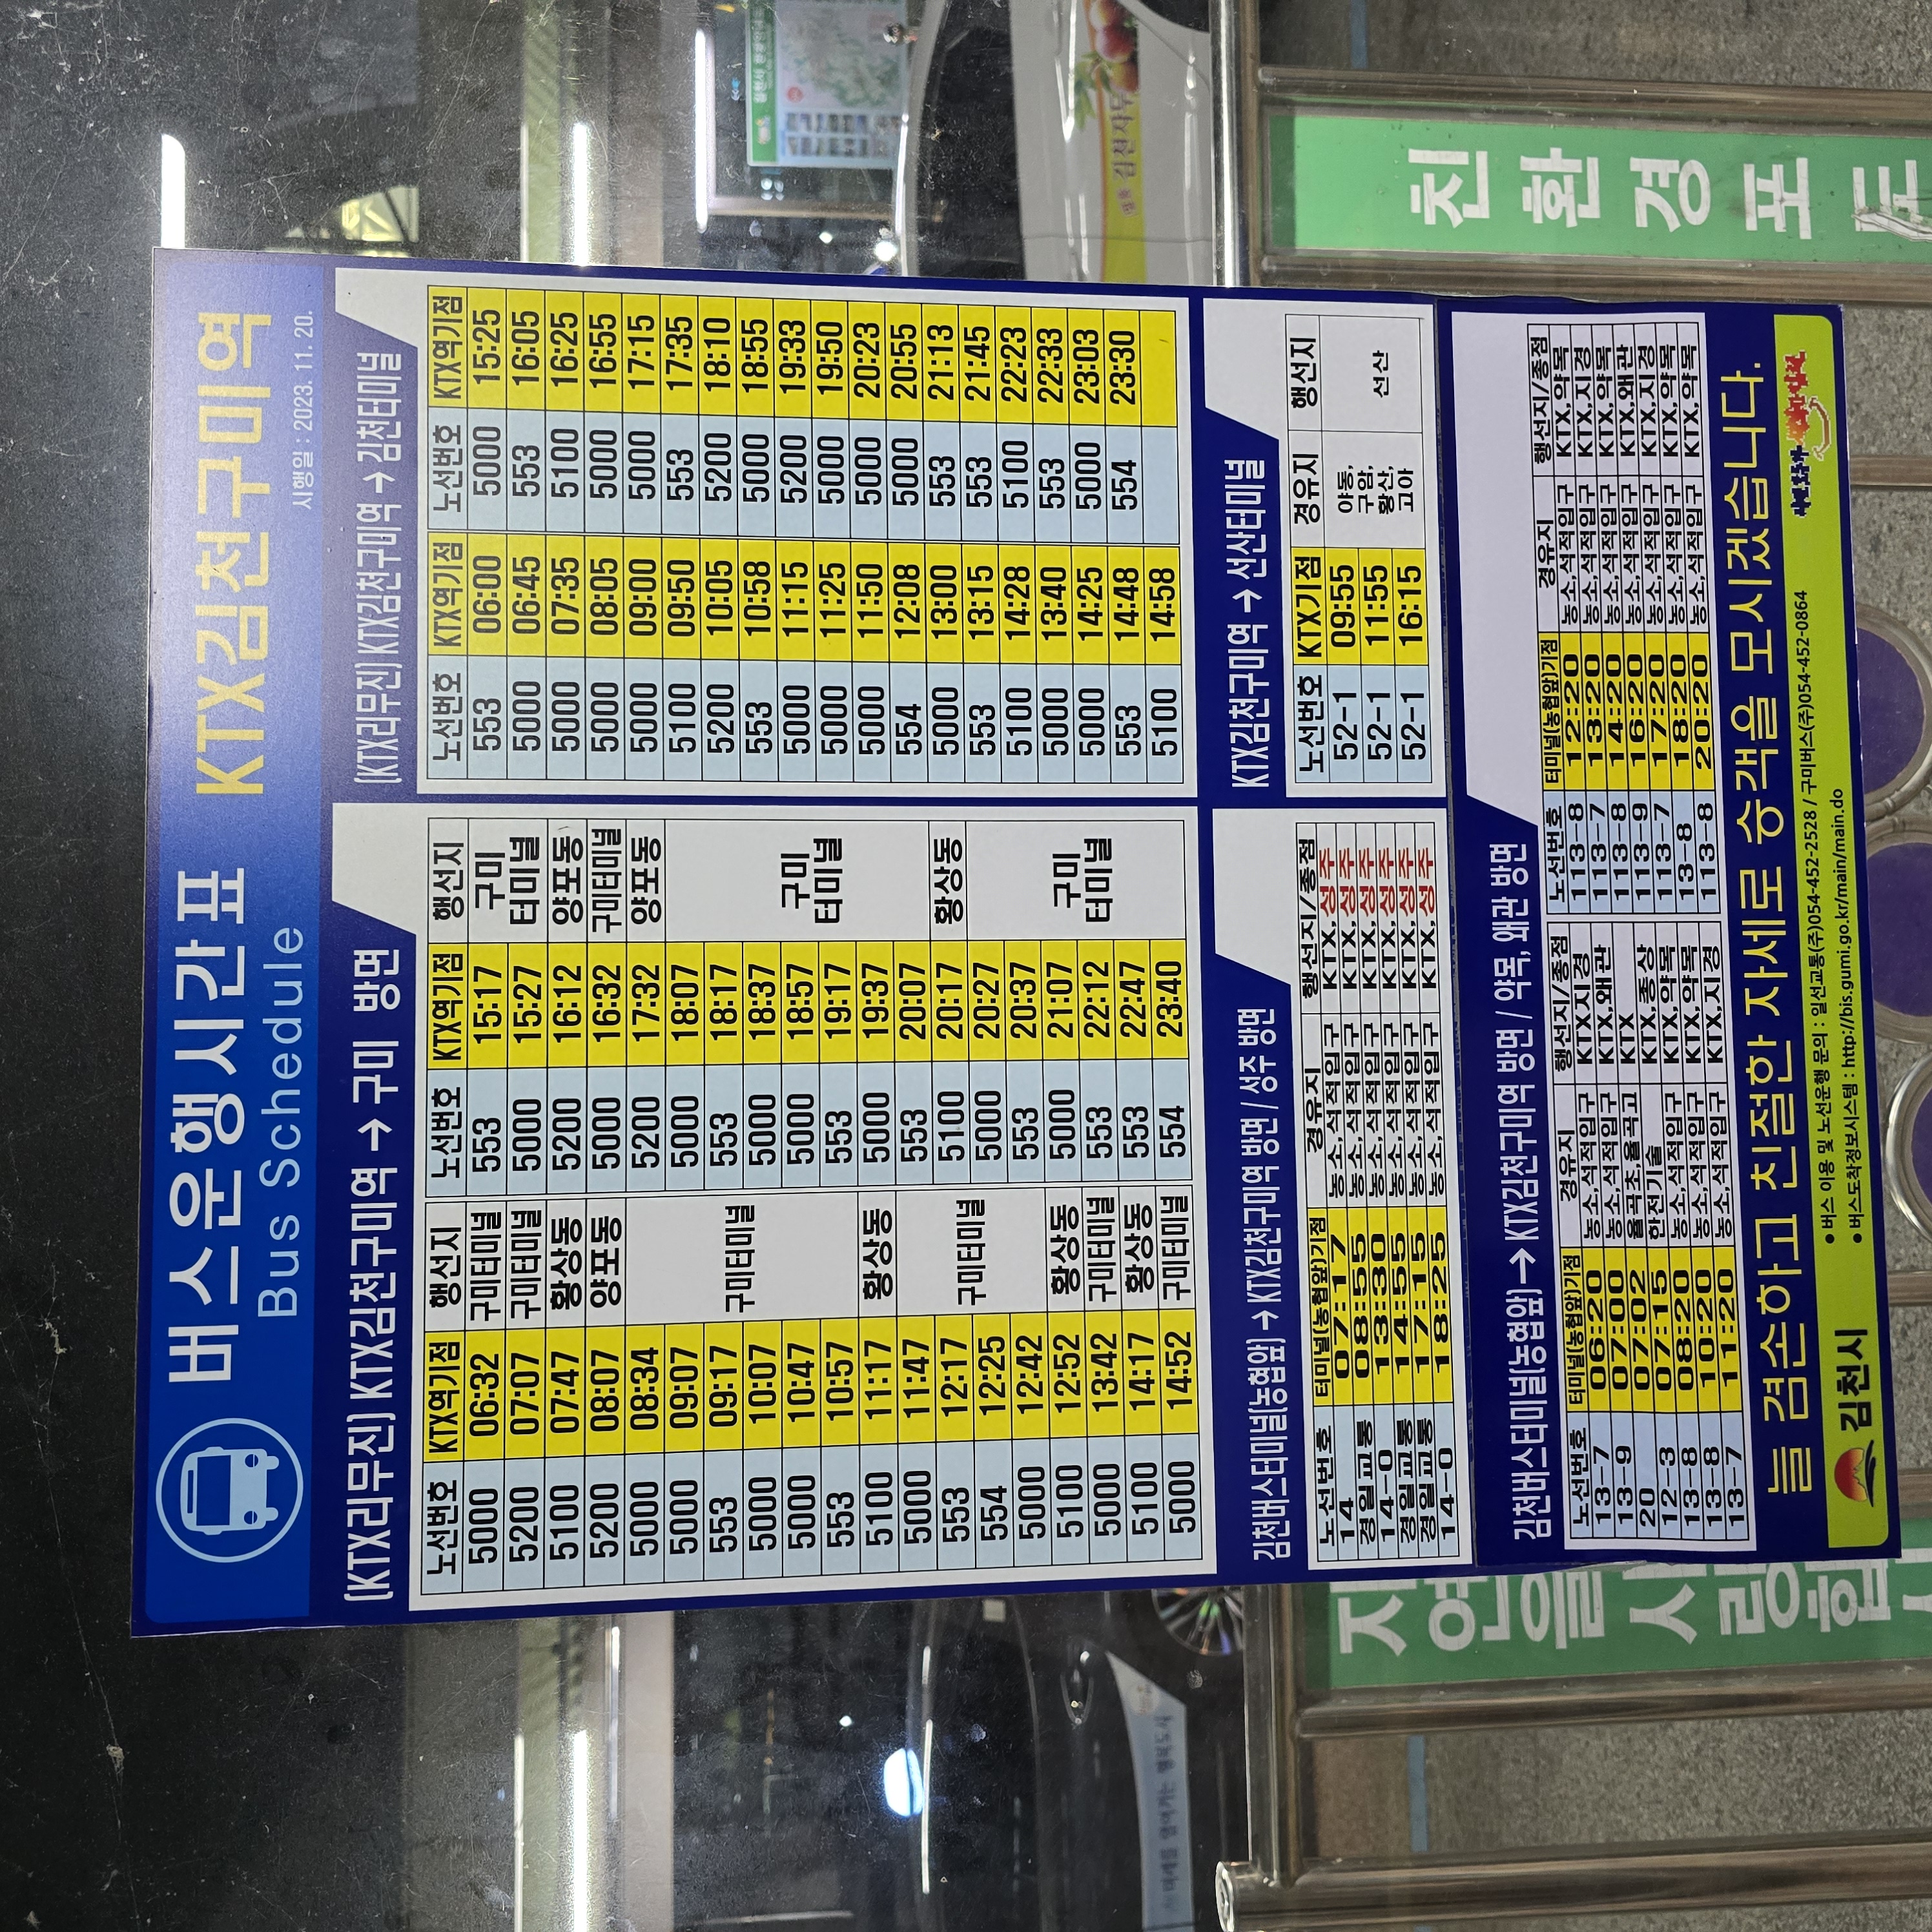 버스운행시간표 KTX김천구미역
Bus Schedule
시행일 : 2023. 11. 20.
(KTX리무진) KTX김천구미역 → 구미 방면
노선번호 KTX역기점 행선지 노선번호 KTX역기점 행선지
5000 06:32 구미터미널 553 15:17 구미
5200 07:07 구미터미널 5000 15:27 터미널
5100 07:47 황상동 5200 16:12 양포동
5200 08:07 양포동 5000 16:32 구미터미널
5000 08:34 5200 17:32 양포동
5000 09:07 5000 18:07
553 09:17 구미터미널 553 18:17
5000 10:07 5000 18:37 구미
5000 10:47 5000 18:57 터미널
553 10:57 553 19:17
5100 11:17 황상동 5000 19:37
5000 11:47 553 20:07
553 12:17 구미터미널 5100 20:17 황상동
554 12:25 5000 20:27
5000 12:42 553 20:37
5100 12:52 황상동 5000 21:07 구미
5000 13:42 구미터미널 553 22:12 터미널
5100 14:17 황상동 553 22:47
5000 14:52 구미터미널 554 23:40
(KTX리무진) KTX김천구미역 → 김천터미널
노선번호 KTX역기점 노선번호 KTX역기점
553 06:00 5000 15:25
5000 06:45 553 16:05
5000 07:35 5100 16:25
5000 08:05 5000 16:55
5000 09:00 5000 17:15
5100 09:50 553 17:35
5200 10:05 5200 18:10
553 10:58 5000 18:55
5000 11:15 5200 19:33
5000 11:25 5000 19:50
5000 11:50 5000 20:23
554 12:08 5000 20:55
5000 13:00 553 21:13
553 13:15 553 21:45
5100 14:28 5100 22:23
5000 13:40 553 22:33
5000 14:25 5000 23:03
553 14:48 554 23:30
5100 14:58
김천버스터미널(농협앞) → KTX김천구미역 방면 / 성주 방면
노선번호 터미널(농협앞)기점 경유지 행선지/종점
14 07:17 농소,석적입구 KTX,성주
경일교통 08:55 농소,석적입구 KTX,성주
14-0 13:30 농소,석적입구 KTX,성주
경일교통 14:55 농소,석적입구 KTX,성주
경일교통 17:15 농소,석적입구 KTX,성주
14-0 18:25 농소,석적입구 KTX,성주
KTX김천구미역 → 선산터미널
노선번호 KTX기점 경유지 행선지
52-1 09:55 야동,
구림,
52-1 11:55 황산, 선산
52-1 16:15 고아
김천버스터미널(농협앞) → KTX김천구미역 방면 / 약목, 왜관 방면
노선번호 터미널(농협앞)기점 경유지 행선지/종점 노선번호 터미널(농협앞)기점 경유지 행선지/종점
13-7 06:20 농소,석적입구 KTX,지경 113-8 12:20 농소,석적입구 KTX,약목
13-9 07:00 농소,석적입구 KTX,왜관 113-7 13:20 농소,석적입구 KTX,지경
20 07:02 율곡초,율곡고 KTX 113-8 14:20 농소,석적입구 KTX,약목
12-3 07:15 한전기술 KTX,종상 113-9 16:20 농소,석적입구 KTX,왜관
13-8 08:20 농소,석적입구 KTX,약목 113-7 17:20 농소,석적입구 KTX,지경
13-8 10:20 농소,석적입구 KTX,약목 13-8 18:20 농소,석적입구 KTX,약목
13-7 11:20 농소,석적입구 KTX,지경 113-8 20:20 농소,석적입구 KTX,약목
늘 겸손하고 친절한 자세로 승객을 모시겠습니다.
김천시
• 버스 이용 및 노선운행 문의 : 일선교통(주)054-452-2528 / 구미버스(주)054-452-0864
• 버스도착정보시스템 : http://bis.gumi.go.kr/main/main.do
친환경포도
자연을
김천자두